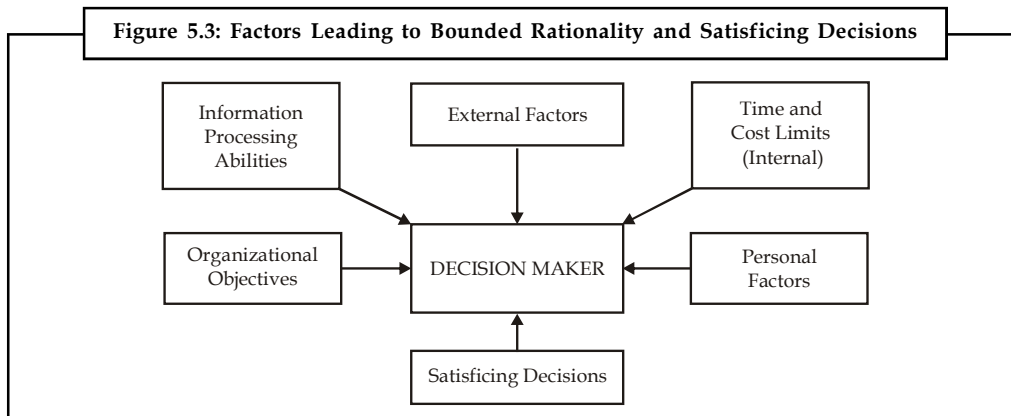 Figure 5.3: Factors Leading to Bounded Rationality and Satisficing Decisions
Information
Processing
Abilities
External Factors
Time and
Cost Limits
(Internal)
Organizational
Objectives
DECISION MAKER
Personal
Factors
Satisficing Decisions